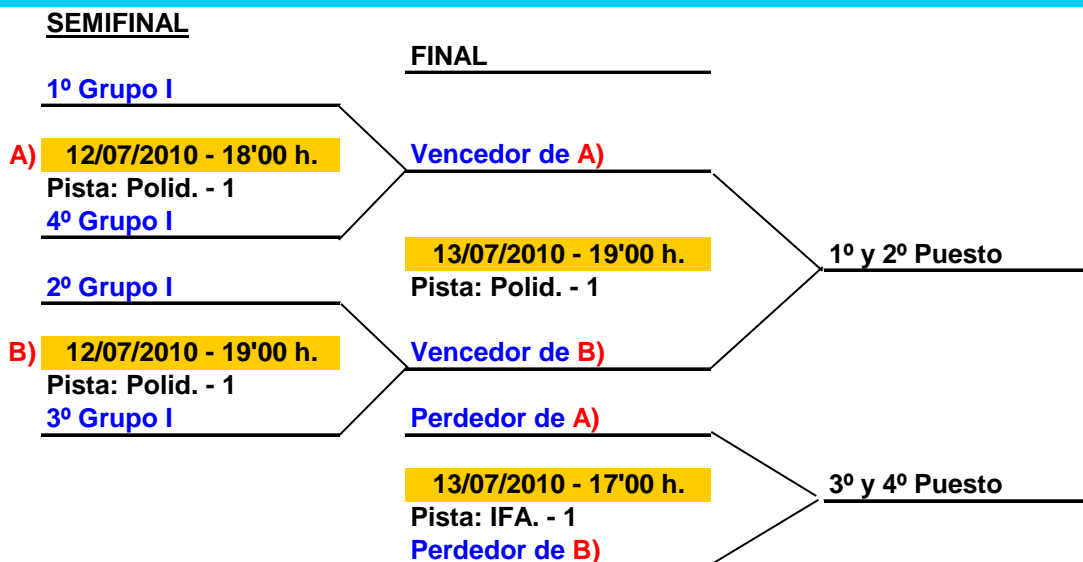 SEMIFINAL
FINAL
1º Grupo I
A) 12/07/2010 - 18'00 h.
Vencedor de A)
Pista: Polid. - 1
4º Grupo I
13/07/2010 - 19'00 h.
1º y 2º Puesto
2º Grupo I
Pista: Polid. - 1
B) 12/07/2010 - 19'00 h.
Vencedor de B)
Pista: Polid. - 1
3º Grupo I
Perdedor de A)
13/07/2010 - 17'00 h.
3º y 4º Puesto
Pista: IFA. - 1
Perdedor de B)